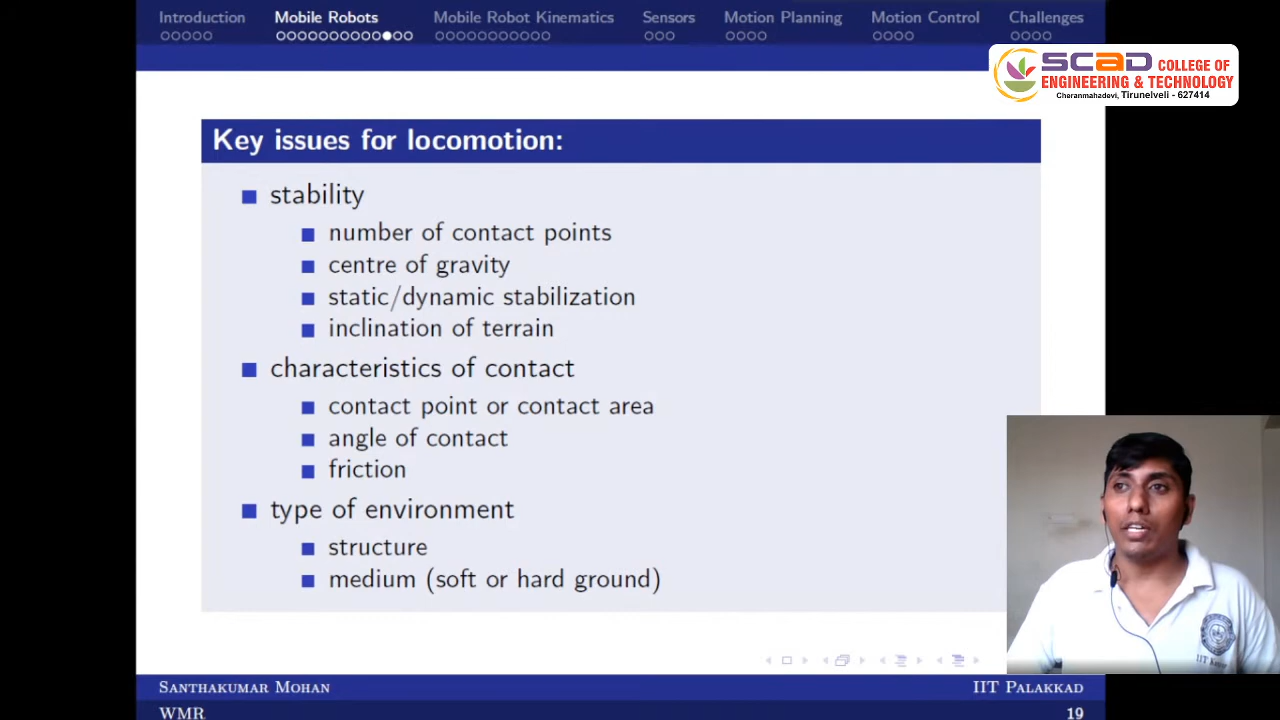 Introduction
Mobile Robots
Mobile Robot Kinematics
Sensors
Motion Planning
Motion Control
Challenges
SCAD COLLEGE OF
ENGINEERING & TECHNOLOGY
Cheranmahadevi, Tirunelveli - 627414
Key issues for locomotion:
stability
number of contact points
centre of gravity
static/dynamic stabilization
inclination of terrain
characteristics of contact
contact point or contact area
angle of contact
friction
type of environment
structure
medium (soft or hard ground)
Santhakumar Mohan
IIT Palakkad
WMR
19